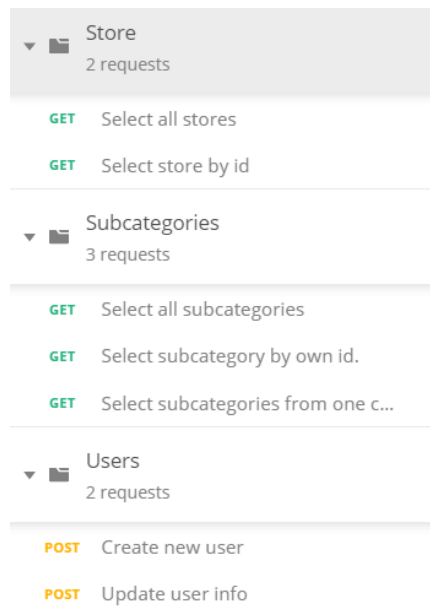 Store
2 requests
GET Select all stores
GET Select store by id
Subcategories
3 requests
GET Select all subcategories
GET Select subcategory by own id.
GET Select subcategories from one c...
Users
2 requests
POST Create new user
POST Update user info